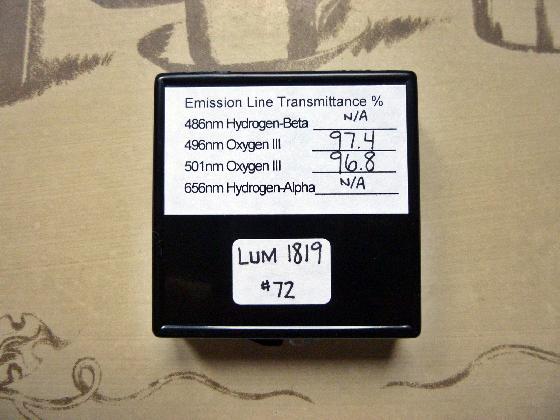 Emission Line Transmittance %
486nm Hydrogen-Beta N/A
496nm Oxygen III 97.4
501nm Oxygen III 96.8
656nm Hydrogen-Alpha N/A
LUM 1819
#72